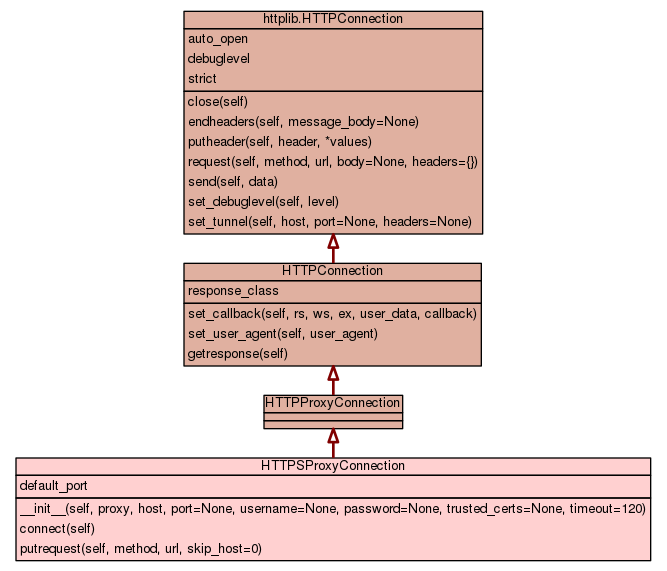 httplib.HTTPConnection
auto_open
debuglevel
strict
close(self)
endheaders(self, message_body=None)
putheader(self, header, *values)
request(self, method, url, body=None, headers={})
send(self, data)
set_debuglevel(self, level)
set_tunnel(self, host, port=None, headers=None)
HTTPConnection
response_class
set_callback(self, rs, ws, ex, user_data, callback)
set_user_agent(self, user_agent)
getresponse(self)
HTTPProxyConnection
HTTPSProxyConnection
default_port
__init__(self, proxy, host, port=None, username=None, password=None, trusted_certs=None, timeout=120)
connect(self)
putrequest(self, method, url, skip_host=0)